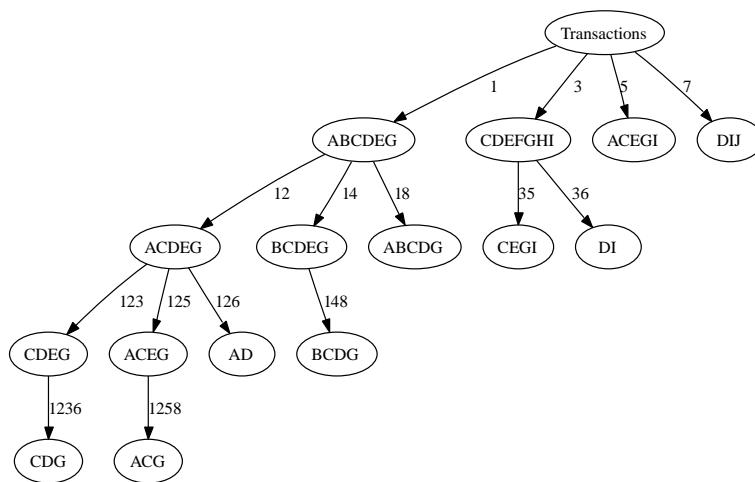 Transactions
1
3
5
7
ABCDEG
CDEFGHI
ACEGI
DIJ
12
14
18
35
36
ACDEG
BCDEG
ABCDG
CEGI
DI
123
125
126
148
CDEG
ACEG
AD
BCDG
1236
1258
CDG
ACG